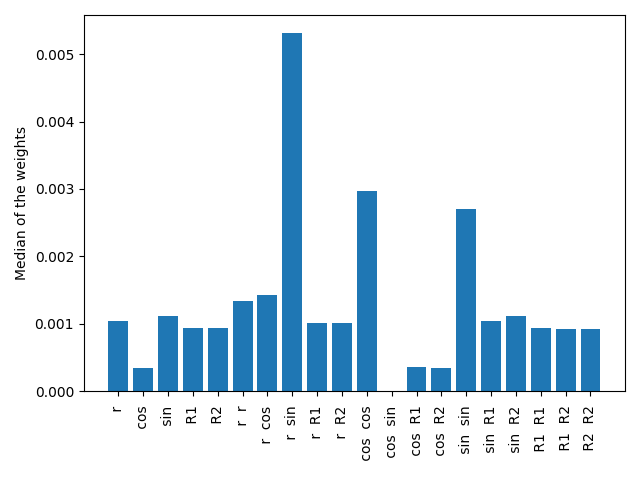 Median of the weights
0.005
0.004
0.003
0.002
0.001
0.000
r
cos
sin
R1
R2
r r
r cos
r sin
r R1
r R2
cos cos
cos sin
cos R1
cos R2
sin sin
sin R1
sin R2
R1 R1
R1 R2
R2 R2